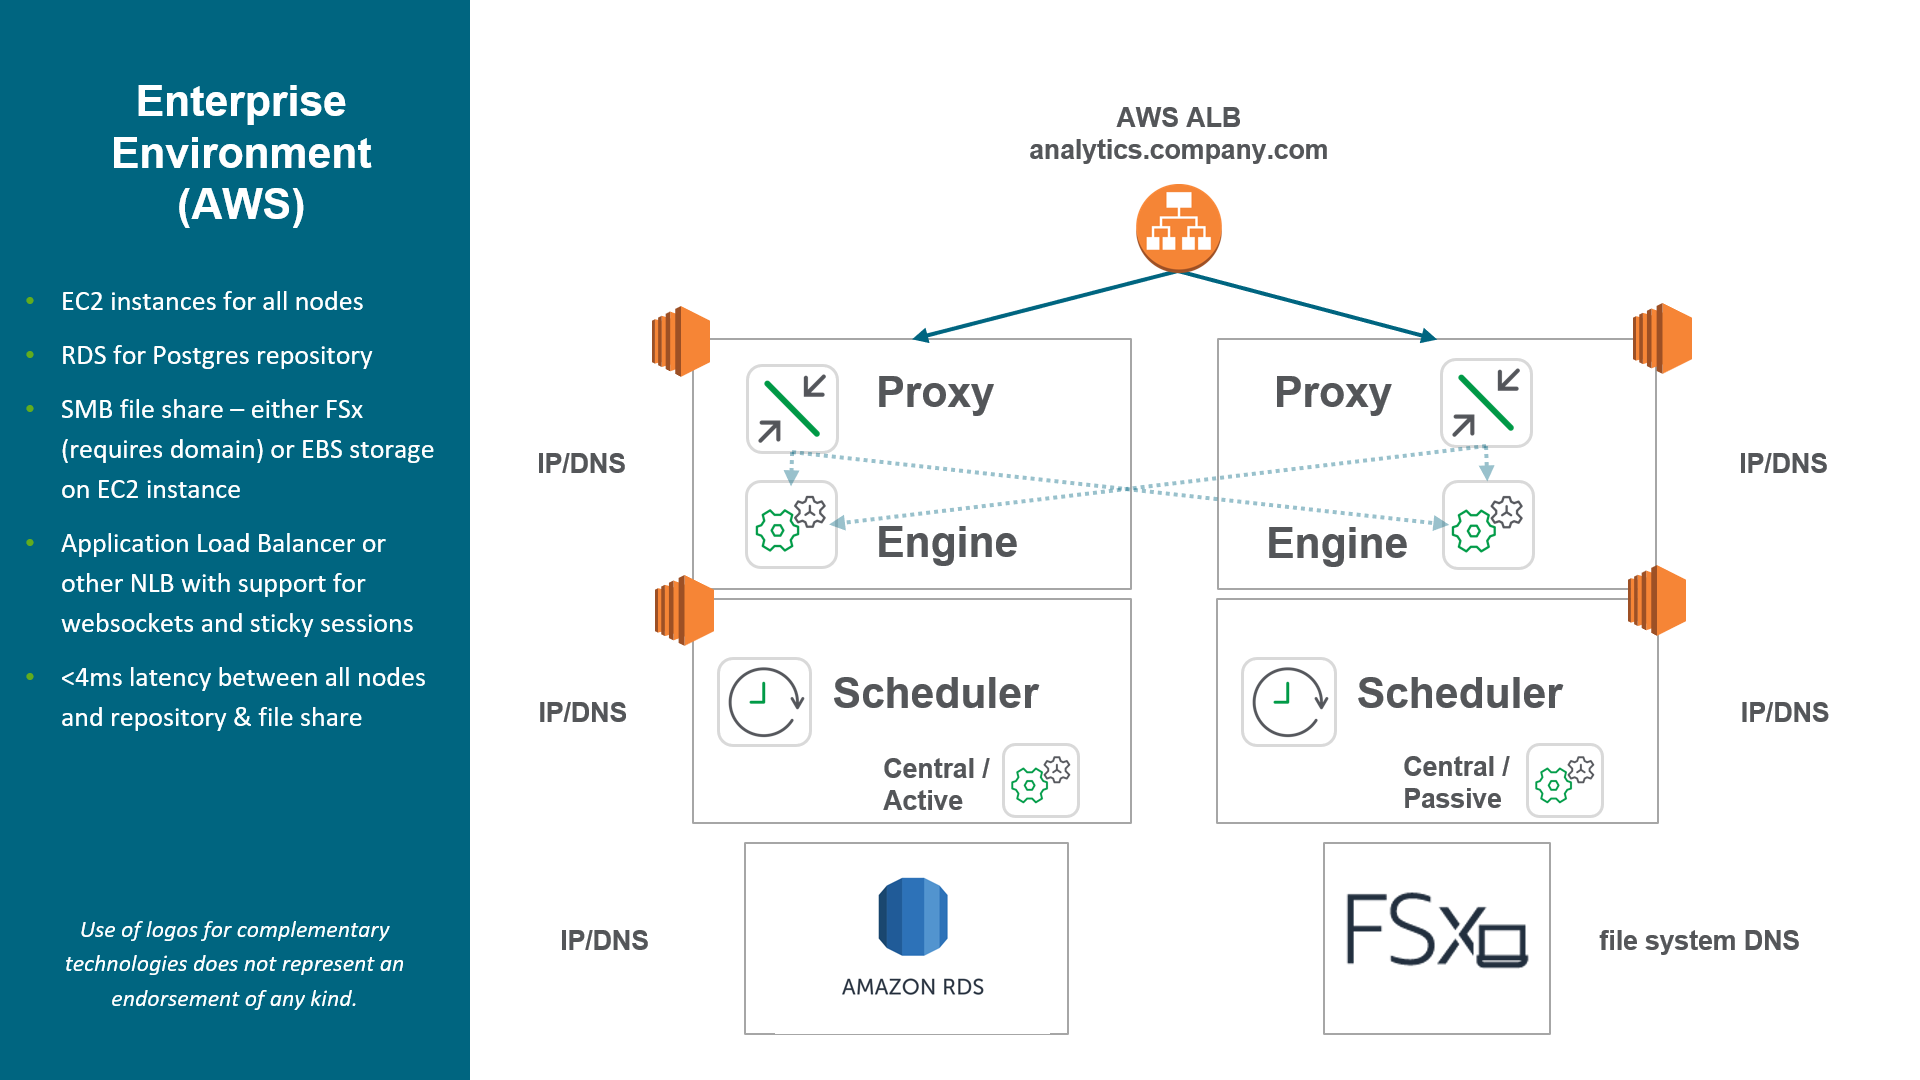 Enterprise
Environment
(AWS)
• EC2 instances for all nodes
• RDS for Postgres repository
• SMB file share – either FSx
(requires domain) or EBS storage
on EC2 instance
• Application Load Balancer or
other NLB with support for
websockets and sticky sessions
• <4ms latency between all nodes
and repository & file share
Use of logos for complementary
technologies does not represent an
endorsement of any kind.
AWS ALB
analytics.company.com
Proxy
Proxy
IP/DNS
IP/DNS
Engine
Engine
Scheduler
Scheduler
IP/DNS
IP/DNS
Central /
Active
Central /
Passive
IP/DNS
AMAZON RDS
FSx
file system DNS